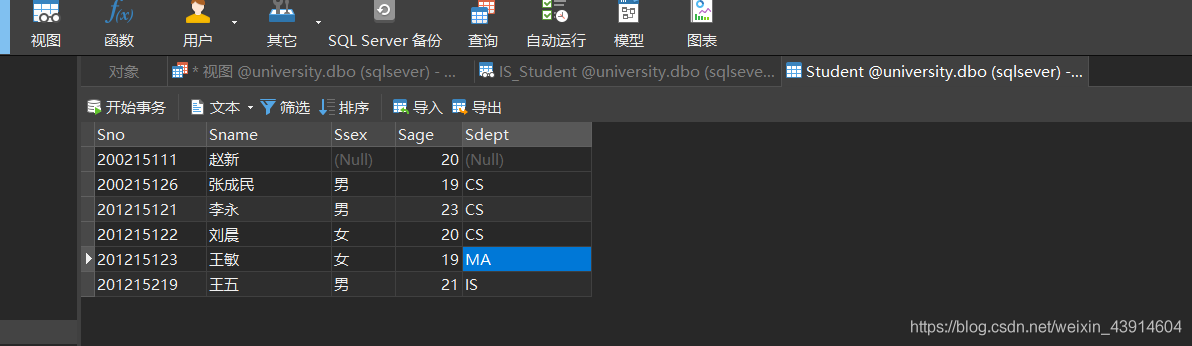 视图 函数 用户 其它 SQL Server 备份 查询 自动运行 模型 图表
对象 * 视图 @university.dbo (sqlsever) - ... IS_Student @university.dbo (sqlseve... Student @university.dbo (sqlsever) -...
开始事务 文本 筛选 排序 导入 导出
Sno Sname Ssex Sage Sdept
200215111 赵新 (Null) 20 (Null)
200215126 张成民 男 19 CS
201215121 李永 男 23 CS
201215122 刘晨 女 20 CS
201215123 王敏 女 19 MA
201215219 王五 男 21 IS
https://blog.csdn.net/weixin_43914604